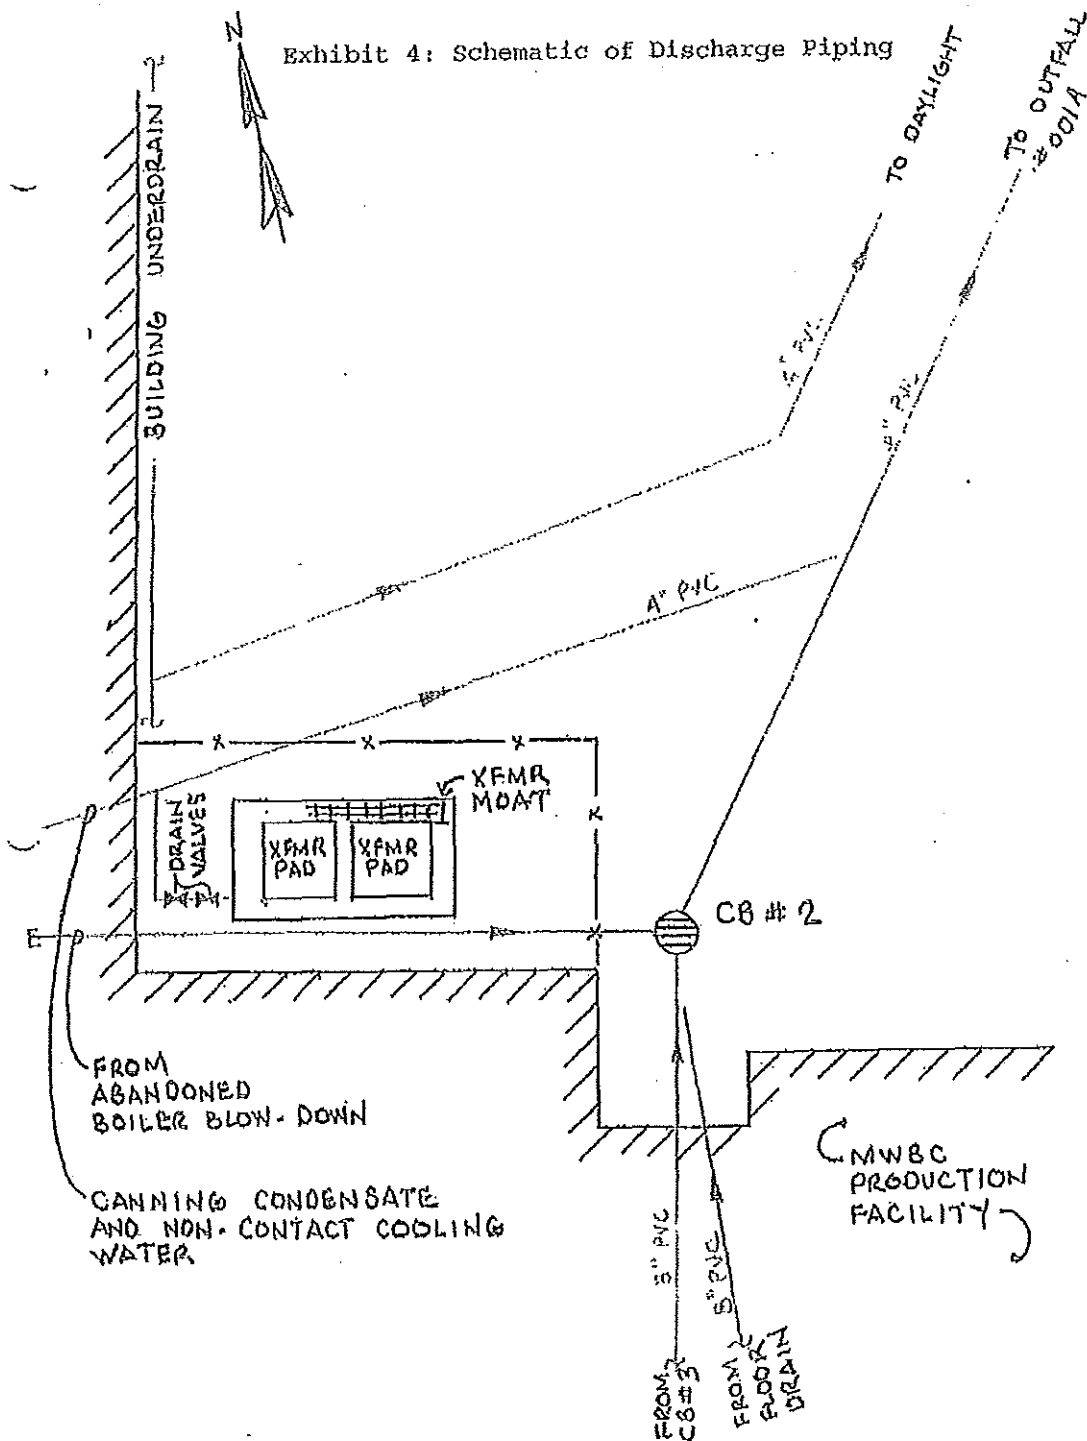 Exhibit 4: Schematic of Discharge Piping
N
BUILDING UNDERDRAIN
TO DAYLIGHT
TO OUTFALL
#001A
4" PVC
XFMR
MOAT
DRAIN
VALVES
XFMR
PAD
XFMR
PAD
CB # 2
E
FROM
ABANDONED
BOILER BLOW-DOWN
CANNING CONDENSATE
AND NON-CONTACT COOLING
WATER
MWBC
PRODUCTION
FACILITY
PVC
PVC
FROM
CB#3
FROM
FLOOR
DRAIN